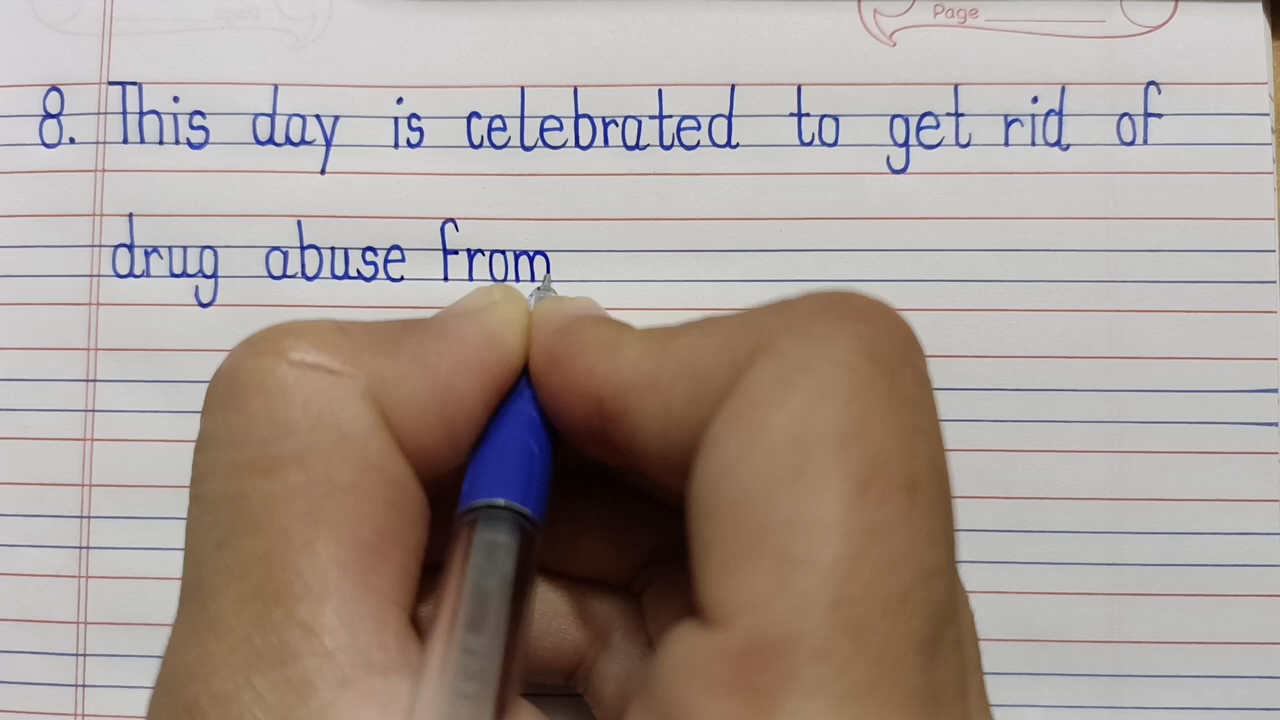 Page
8. This day is celebrated to get rid of
drug abuse from